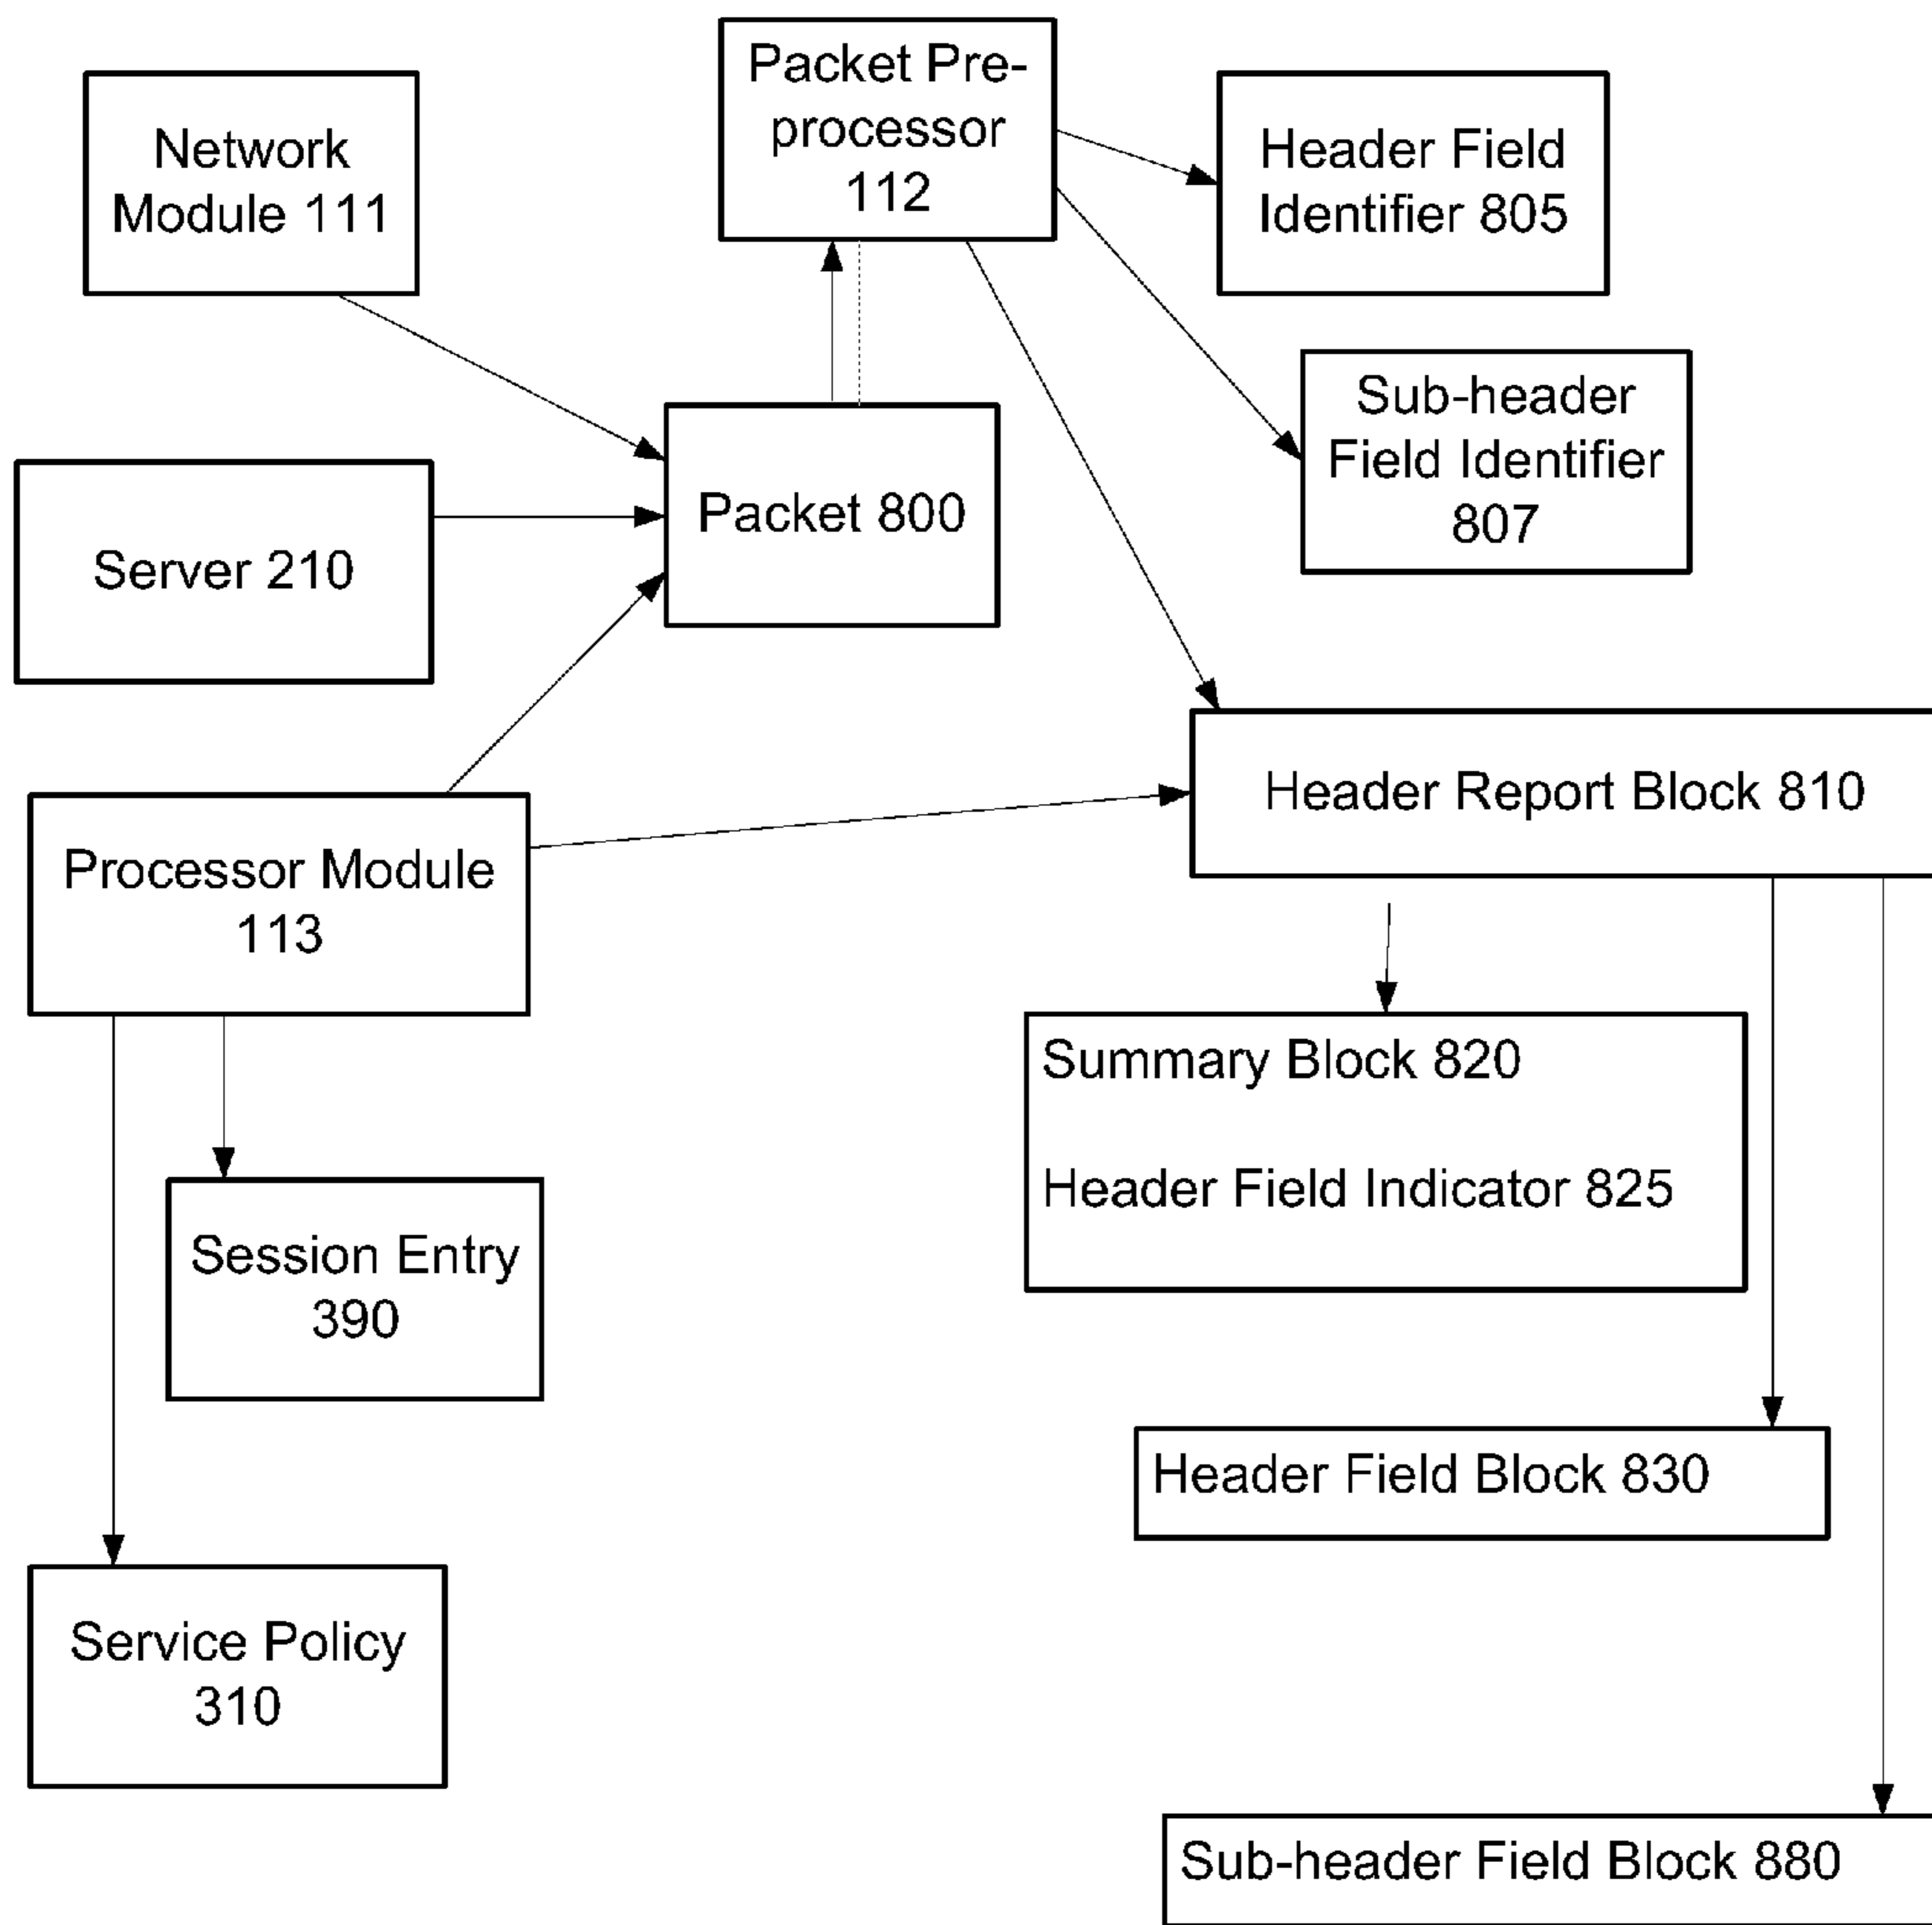 Packet Pre-
processor
112
Network
Module 111
Header Field
Identifier 805
Sub-header
Field Identifier
807
Packet 800
Server 210
Header Report Block 810
Processor Module
113
Summary Block 820
Header Field Indicator 825
Session Entry
390
Header Field Block 830
Service Policy
310
Sub-header Field Block 880